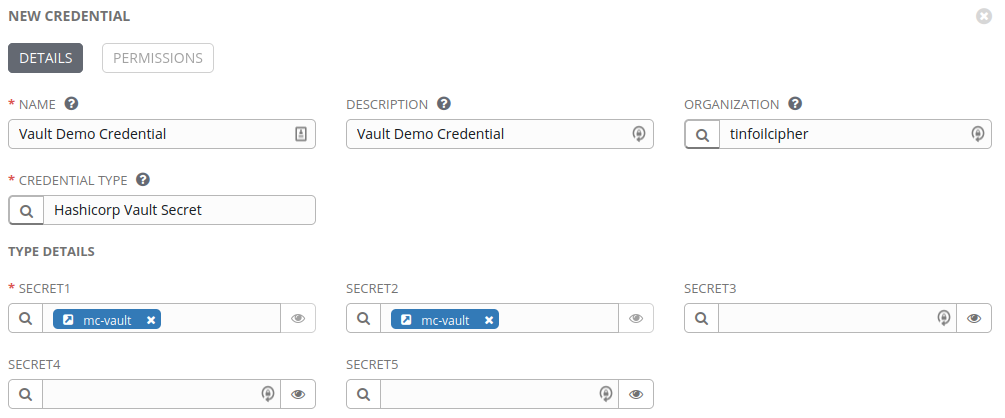 NEW CREDENTIAL
DETAILS PERMISSIONS
* NAME ? DESCRIPTION ? ORGANIZATION ?
Vault Demo Credential Vault Demo Credential tinfoilcipher
* CREDENTIAL TYPE ?
Hashicorp Vault Secret
TYPE DETAILS
* SECRET1 SECRET2 SECRET3
mc-vault mc-vault
SECRET4 SECRET5